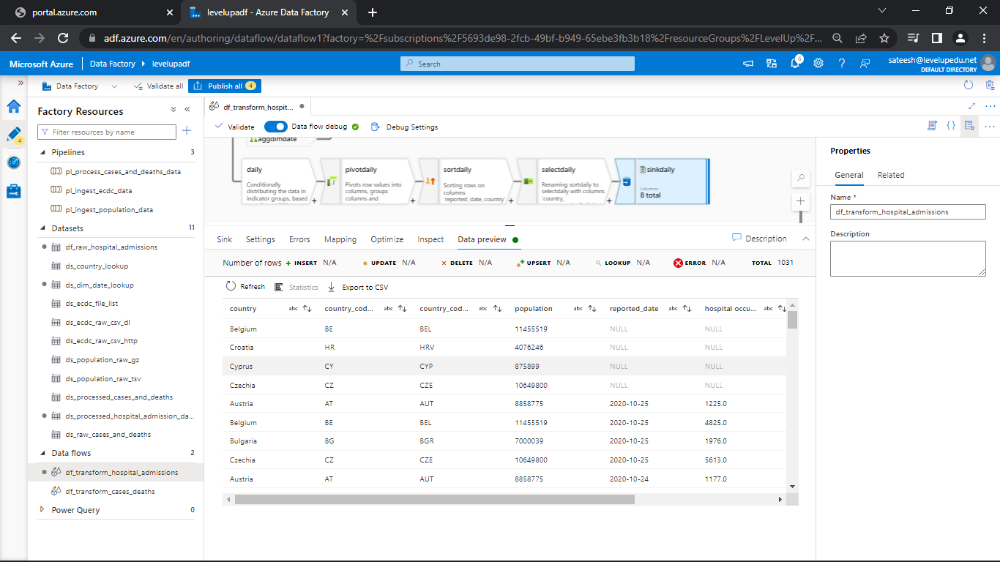 portal.azure.com
levelupadf - Azure Data Factory
adf.azure.com/en/authoring/dataflow/dataflow1?factory=%2Fsubscriptions%2F5693de98-2fcb-49bf-b949-65ebe3fb3b18%2FresourceGroups%2FLevelUp%2F...
Microsoft Azure
Data Factory
levelupadf
Search
6
sateesh@levelupedu.net
DEFAULT DIRECTORY
Data Factory
Validate all
Publish all
4
4
Factory Resources
Filter resources by name
Pipelines 3
pl_process_cases_and_deaths_data
pl_ingest_ecdc_data
pl_ingest_population_data
Datasets 11
df_raw_hospital_admissions
ds_country_lookup
ds_dim_date_lookup
ds_ecdc_file_list
ds_ecdc_raw_csv_dl
ds_ecdc_raw_csv_http
ds_population_raw_gz
ds_population_raw_tsv
ds_processed_cases_and_deaths
ds_processed_hospital_admission_da...
ds_raw_cases_and_deaths
Data flows 2
df_transform_hospital_admissions
df_transform_cases_deaths
Power Query 0
df_transform_hospit...
Validate
Data flow debug
Debug Settings
aggdimdate
daily
Conditionally
distributing the data in
indicator groups, based
pivotdaily
Pivots row values into
columns, groups
columns and
sortdaily
Sorting rows on
columns
'reported_date, country'
selectdaily
Renaming sortdaily to
selectdaily with columns
'country,
sinkdaily
Columns:
8 total
Sink
Settings
Errors
Mapping
Optimize
Inspect
Data preview
Description
Number of rows + INSERT N/A UPDATE N/A DELETE N/A UPSERT N/A LOOKUP N/A ERROR N/A TOTAL 1031
Refresh
Statistics
Export to CSV
country abc country_cod... abc country_cod... abc population abc reported_date abc hospital occu... abc
Belgium BE BEL 11455519 NULL NULL
Croatia HR HRV 4076246 NULL NULL
Cyprus CY CYP 875899 NULL NULL
Czechia CZ CZE 10649800 NULL NULL
Austria AT AUT 8858775 2020-10-25 1225.0
Belgium BE BEL 11455519 2020-10-25 4825.0
Bulgaria BG BGR 7000039 2020-10-25 1976.0
Czechia CZ CZE 10649800 2020-10-25 5613.0
Austria AT AUT 8858775 2020-10-24 1177.0
Properties
General
Related
Name *
df_transform_hospital_admissions
Description